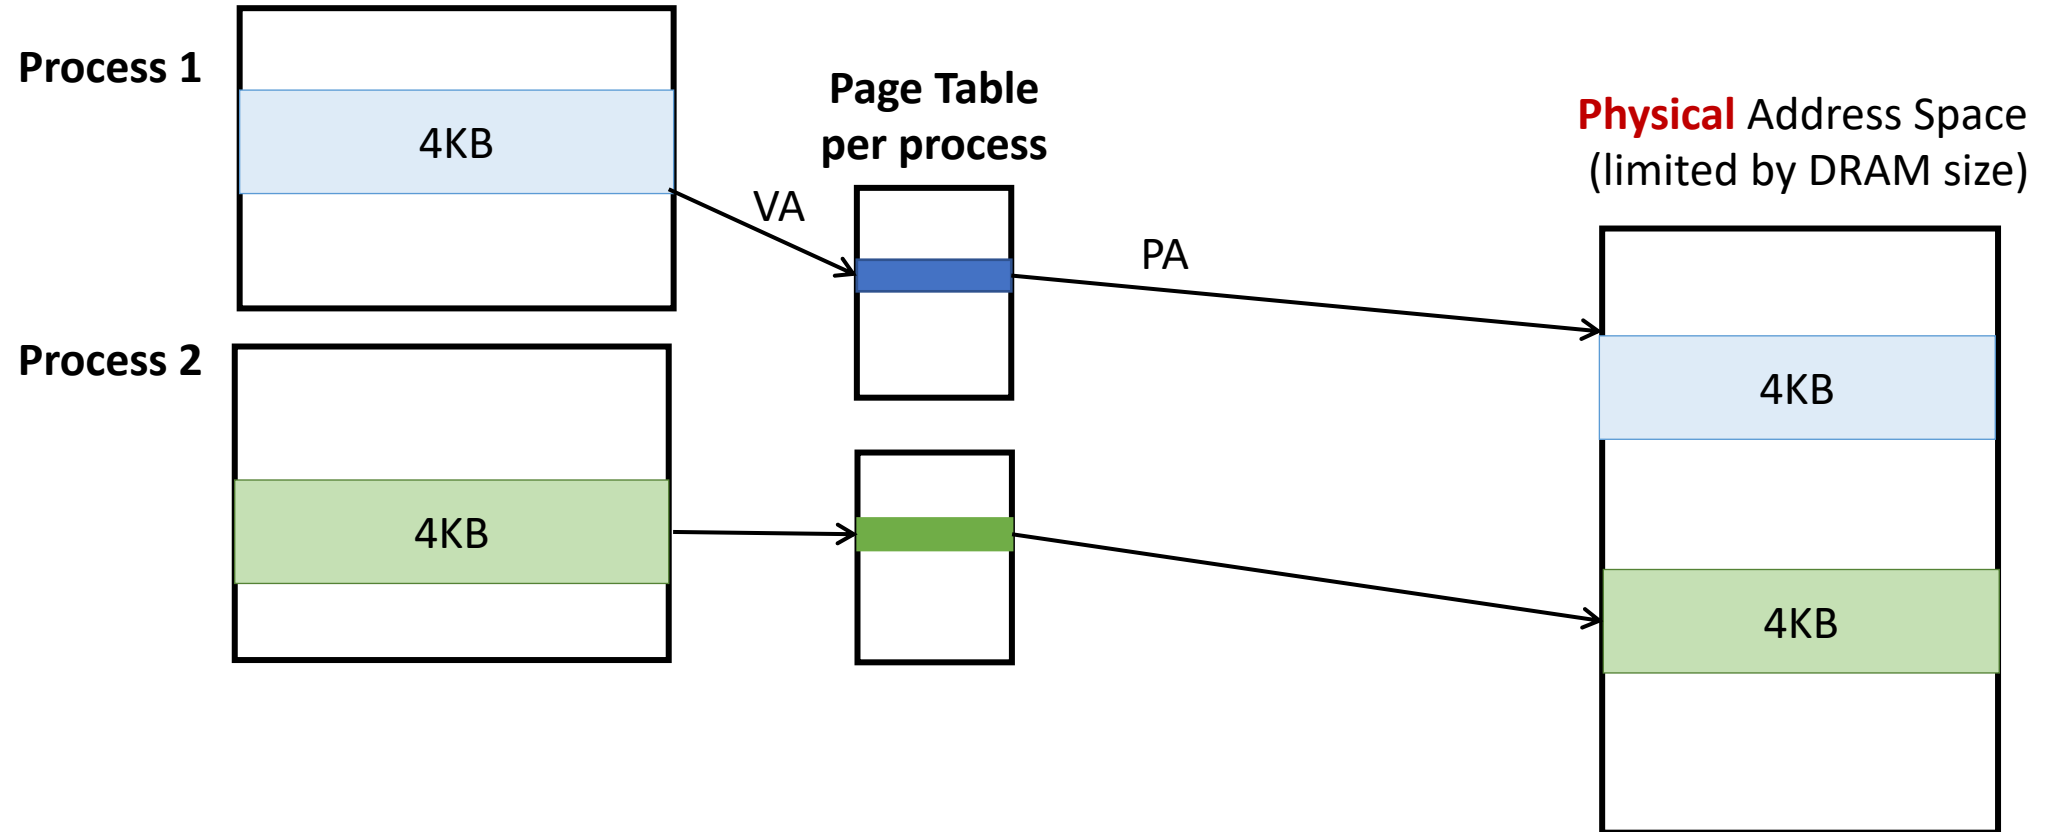 Process 1
4KB
VA
Page Table
per process
PA
Physical Address Space
(limited by DRAM size)
4KB
Process 2
4KB
4KB